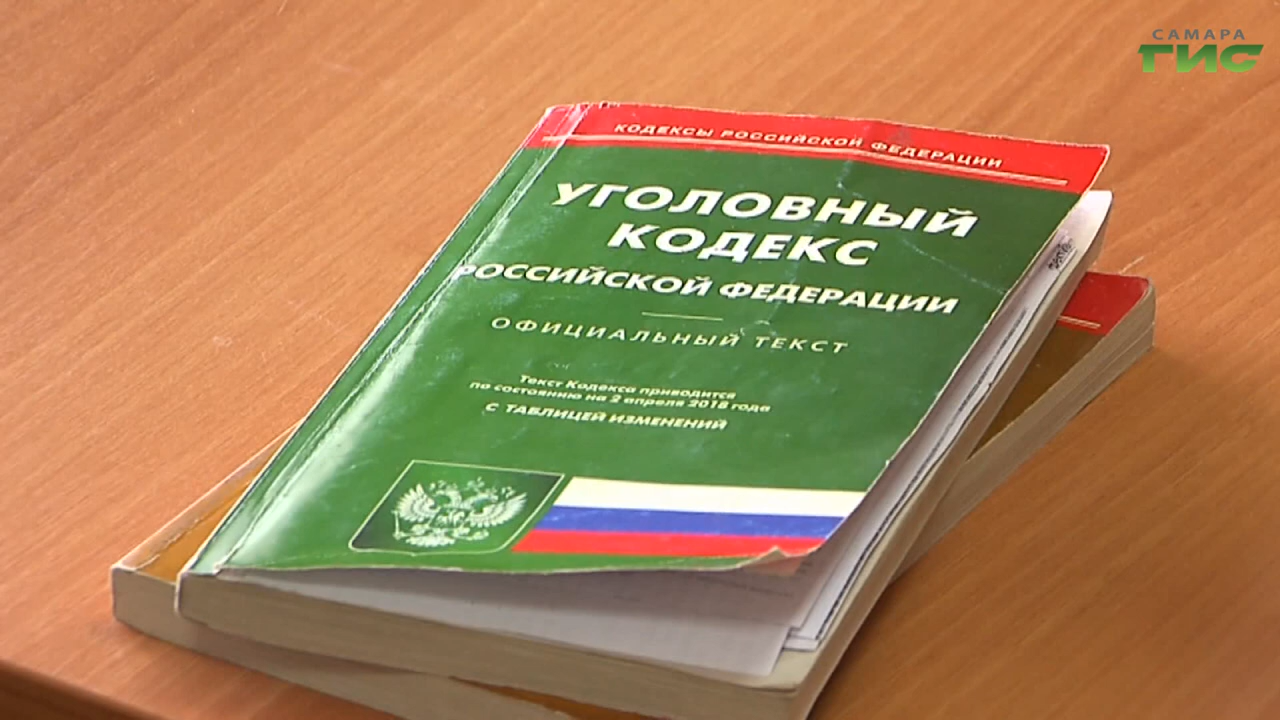 САМАРА
ГИС
КОДЕКСЫ РОССИЙСКОЙ ФЕДЕРАЦИИ
УГОЛОВНЫЙ
КОДЕКС
РОССИЙСКОЙ ФЕДЕРАЦИИ
ОФИЦИАЛЬНЫЙ ТЕКСТ
Текст Кодекса приводится
по состоянию на 2 апреля 2018 года
С ТАБЛИЦЕЙ ИЗМЕНЕНИЙ